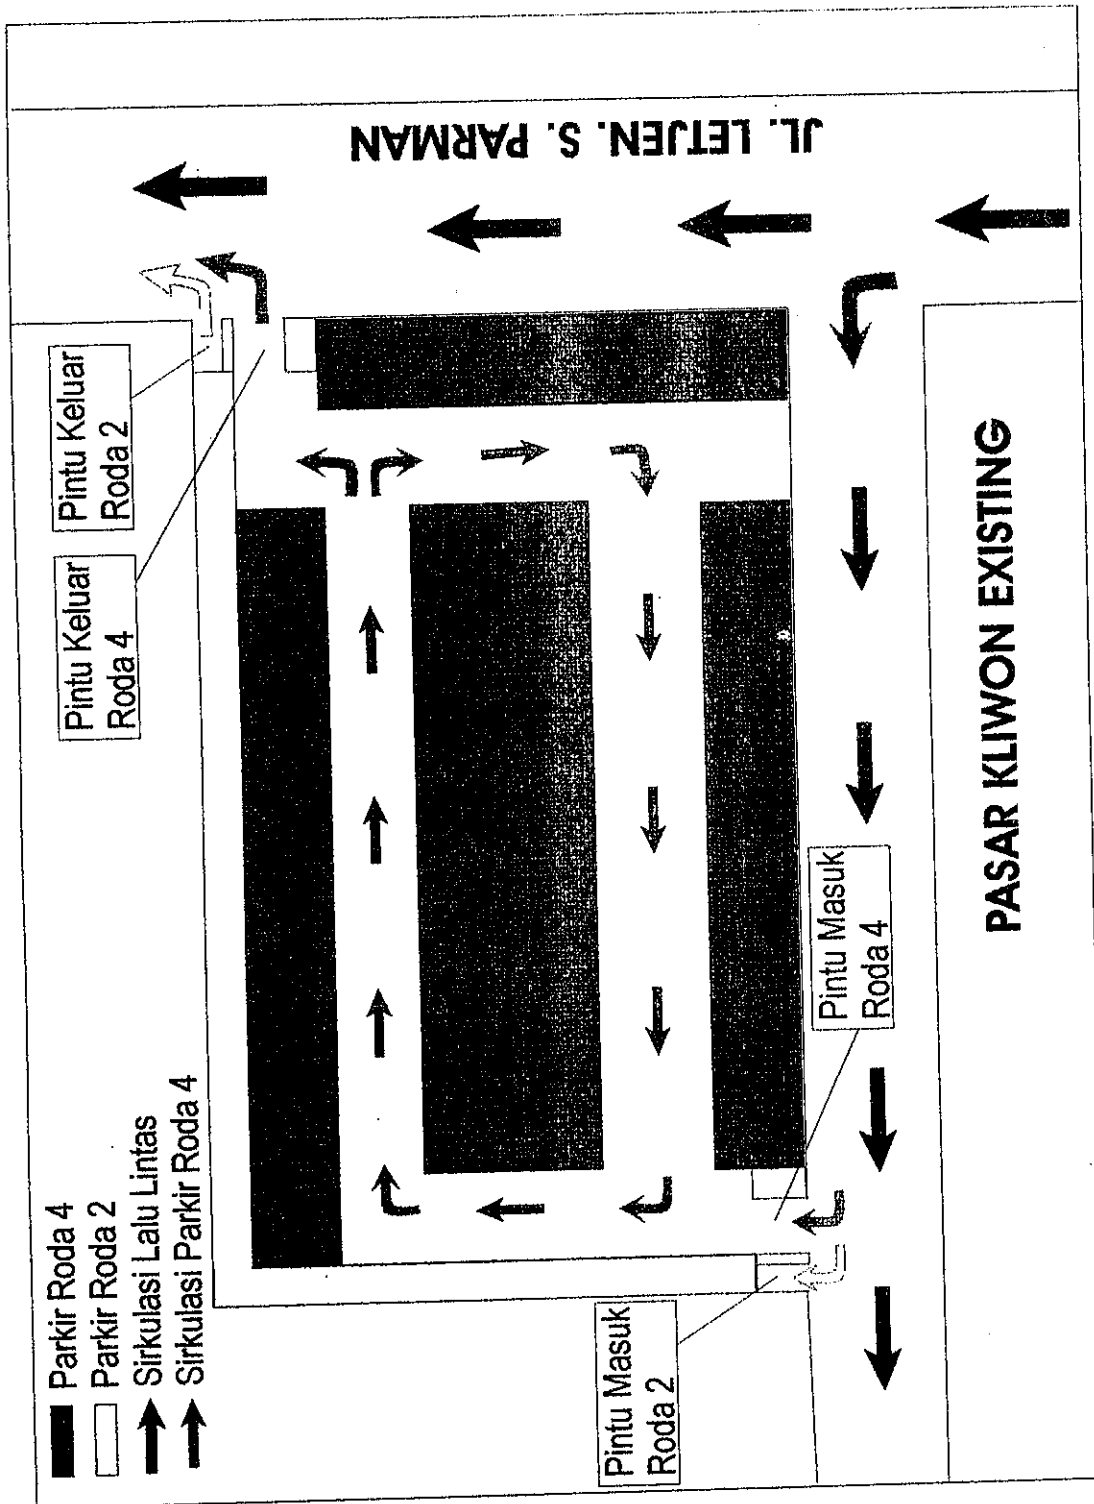 Parkir Roda 4
Parkir Roda 2
Sirkulasi Lalu Lintas
Sirkulasi Parkir Roda 4
Pintu Keluar
Roda 2
Pintu Keluar
Roda 4
JL. LETJEN. S. PARMAN
Pintu Masuk
Roda 2
Pintu Masuk
Roda 4
PASAR KLIWON EXISTING